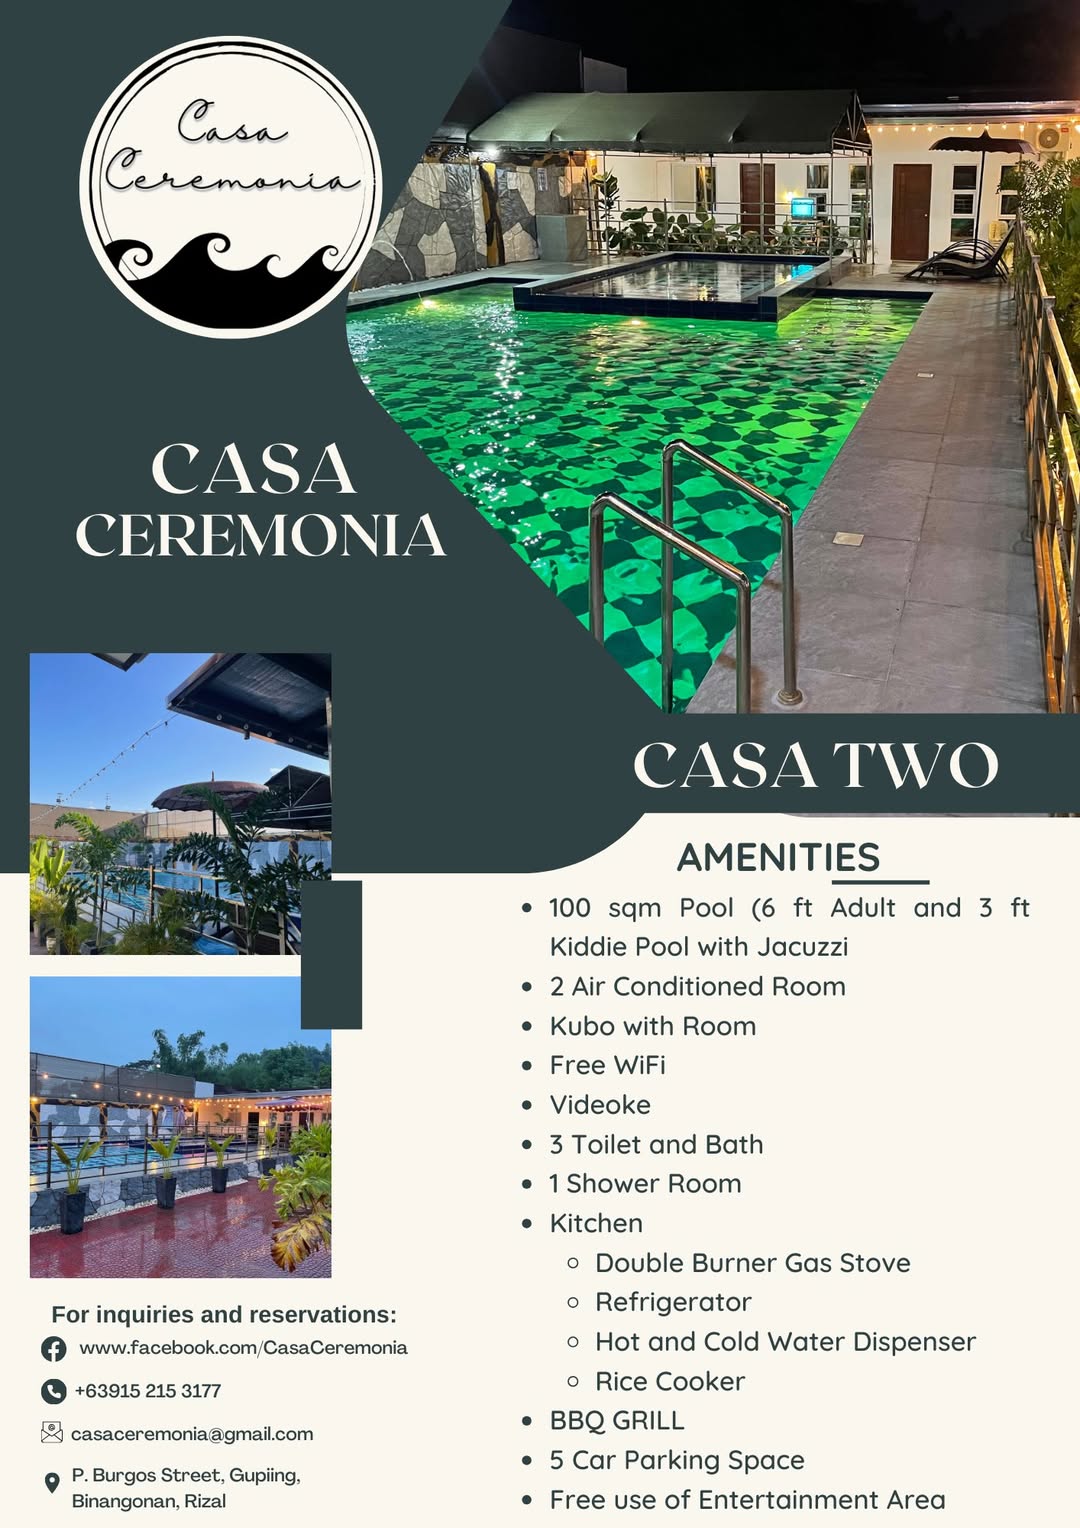 Casa
Ceremonia
CASA
CEREMONIA
CASA TWO
AMENITIES
100 sqm Pool (6 ft Adult and 3 ft
Kiddie Pool with Jacuzzi
2 Air Conditioned Room
Kubo with Room
Free WiFi
Videoke
3 Toilet and Bath
1 Shower Room
Kitchen
Double Burner Gas Stove
Refrigerator
Hot and Cold Water Dispenser
Rice Cooker
BBQ GRILL
5 Car Parking Space
Free use of Entertainment Area
For inquiries and reservations:
www.facebook.com/CasaCeremonia
+63915 215 3177
casaceremonia@gmail.com
P. Burgos Street, Gupiing,
Binangonan, Rizal